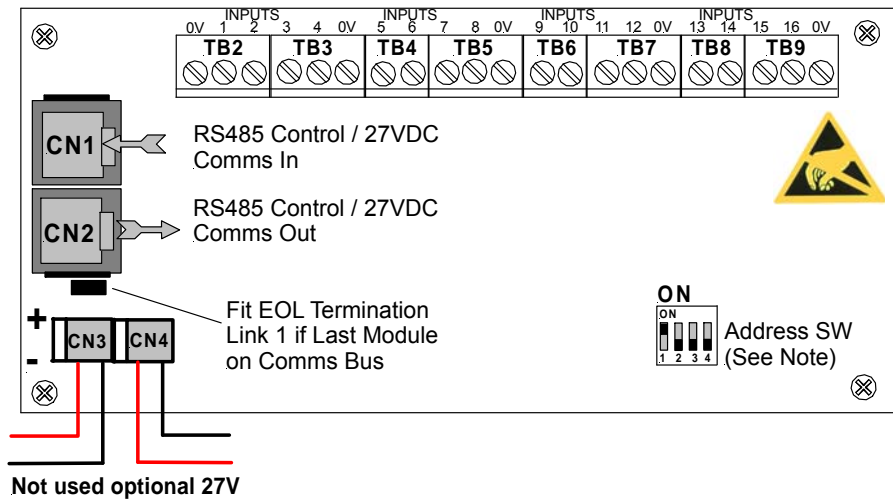 INPUTS INPUTS INPUTS INPUTS
0V 1 2 3 4 0V 5 6 7 8 0V 9 10 11 12 0V 13 14 15 16 0V
TB2 TB3 TB4 TB5 TB6 TB7 TB8 TB9
CN1
RS485 Control / 27VDC
Comms In
CN2
RS485 Control / 27VDC
Comms Out
Fit EOL Termination
Link 1 if Last Module
on Comms Bus
+
-
CN3 CN4
ON
ON
1 2 3 4
Address SW
(See Note)
Not used optional 27V